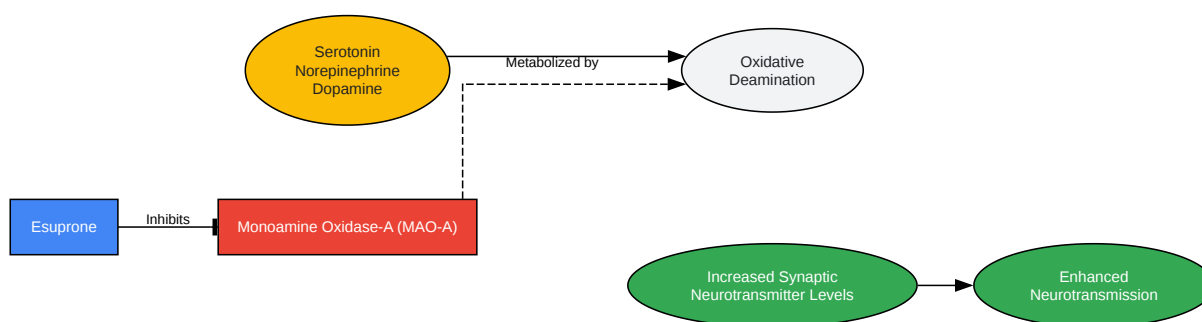 Serotonin
Norepinephrine
Dopamine
Metabolized by
Oxidative
Deamination
Esuprone
Inhibits
Monoamine Oxidase-A (MAO-A)
Increased Synaptic
Neurotransmitter Levels
Enhanced
Neurotransmission